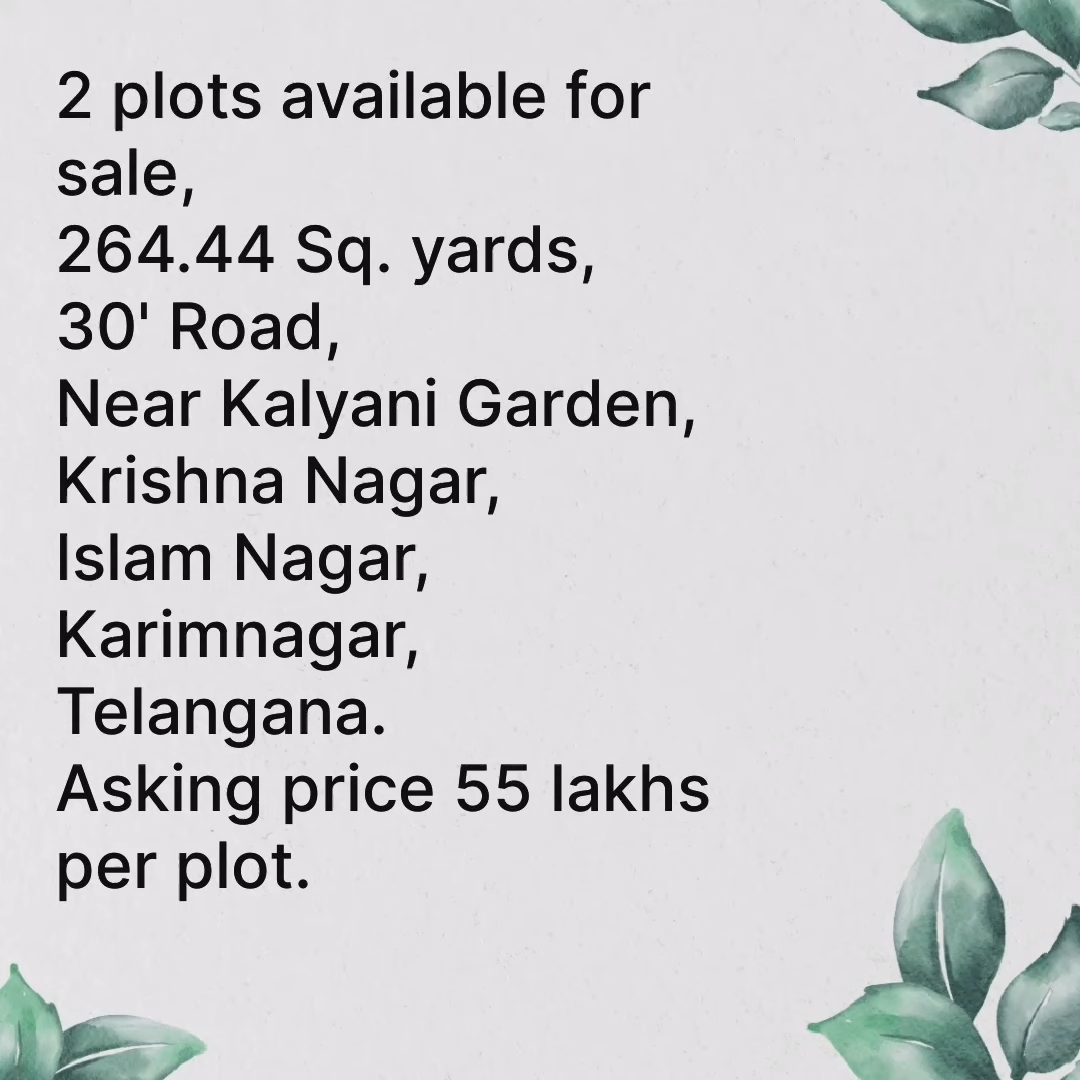 2 plots available for
sale,
264.44 Sq. yards,
30' Road,
Near Kalyani Garden,
Krishna Nagar,
Islam Nagar,
Karimnagar,
Telangana.
Asking price 55 lakhs
per plot.